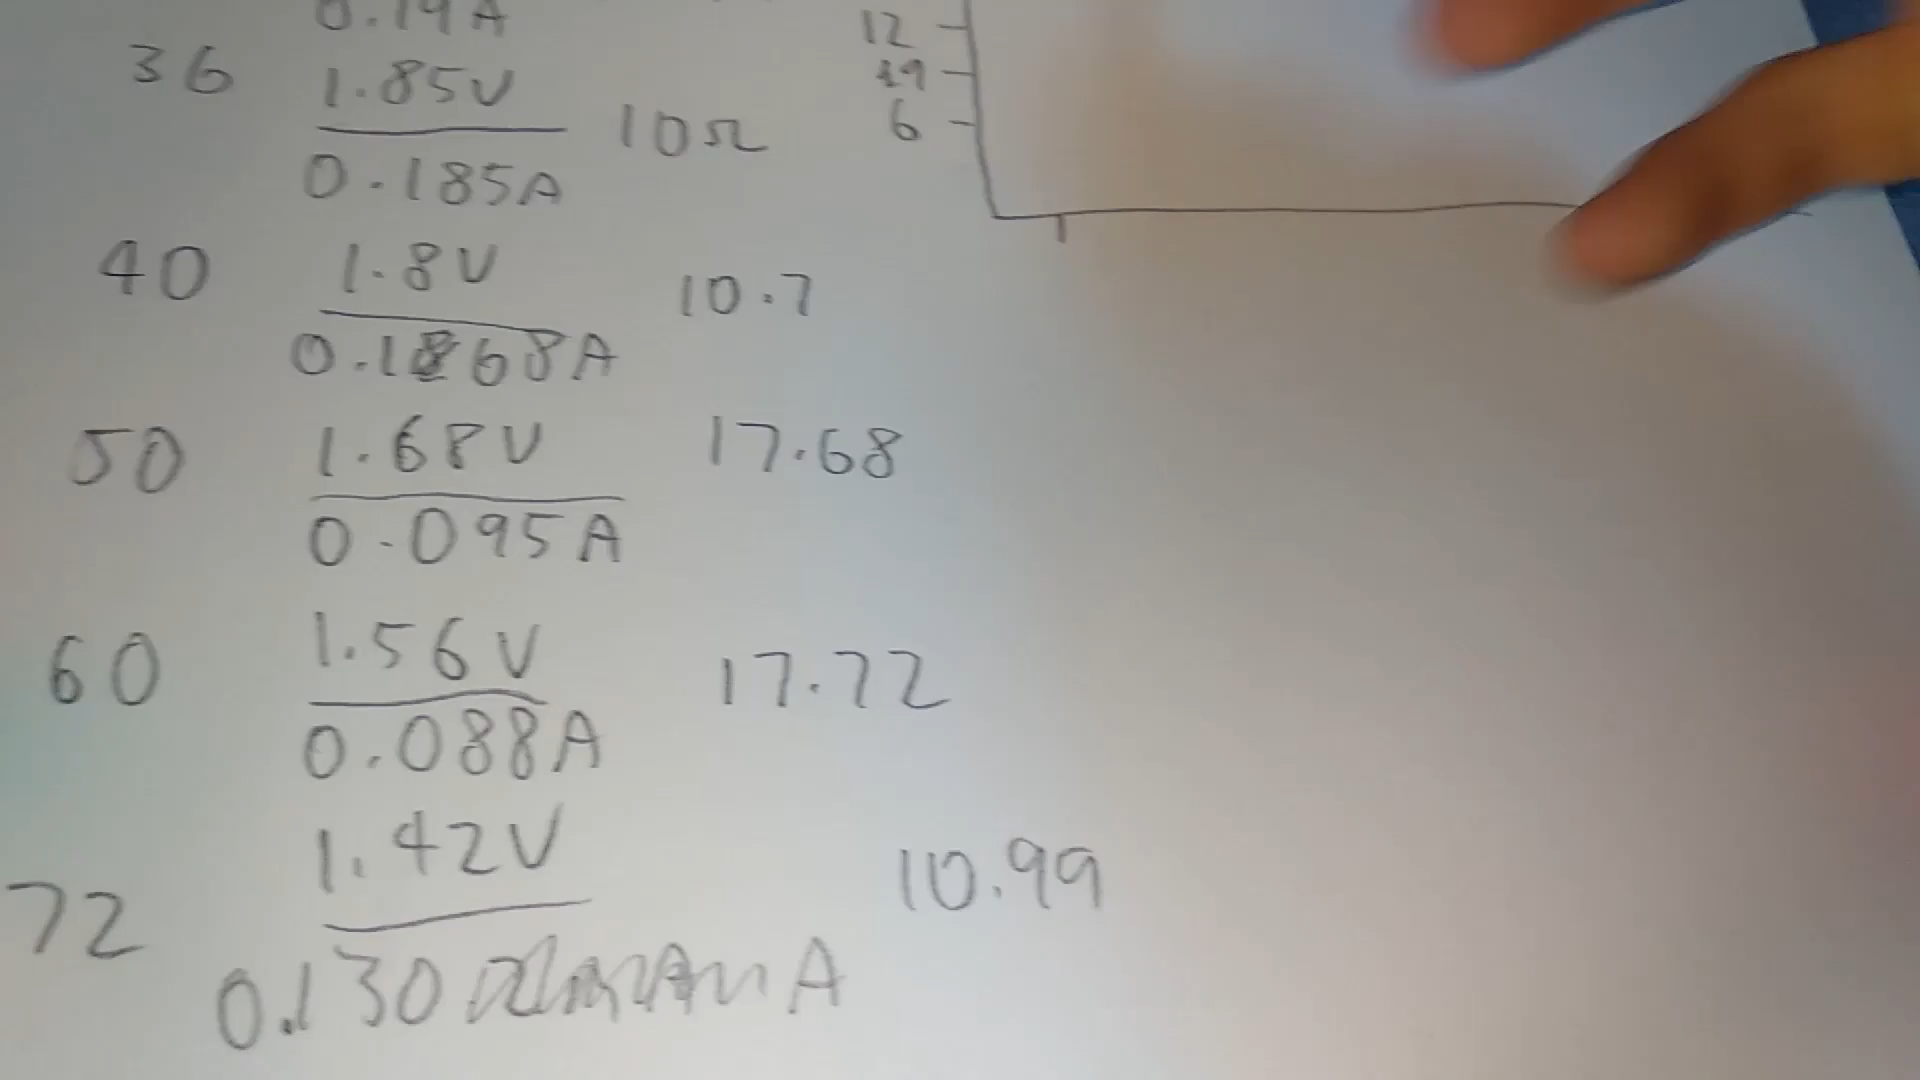 0.19A
36 1.85V
0.185A
10Ω
40 1.8V
0.168A
10.7
50 1.68V
0.095A
17.68
60 1.56V
0.088A
17.72
72 1.42V
0.130 A
10.99
12
6